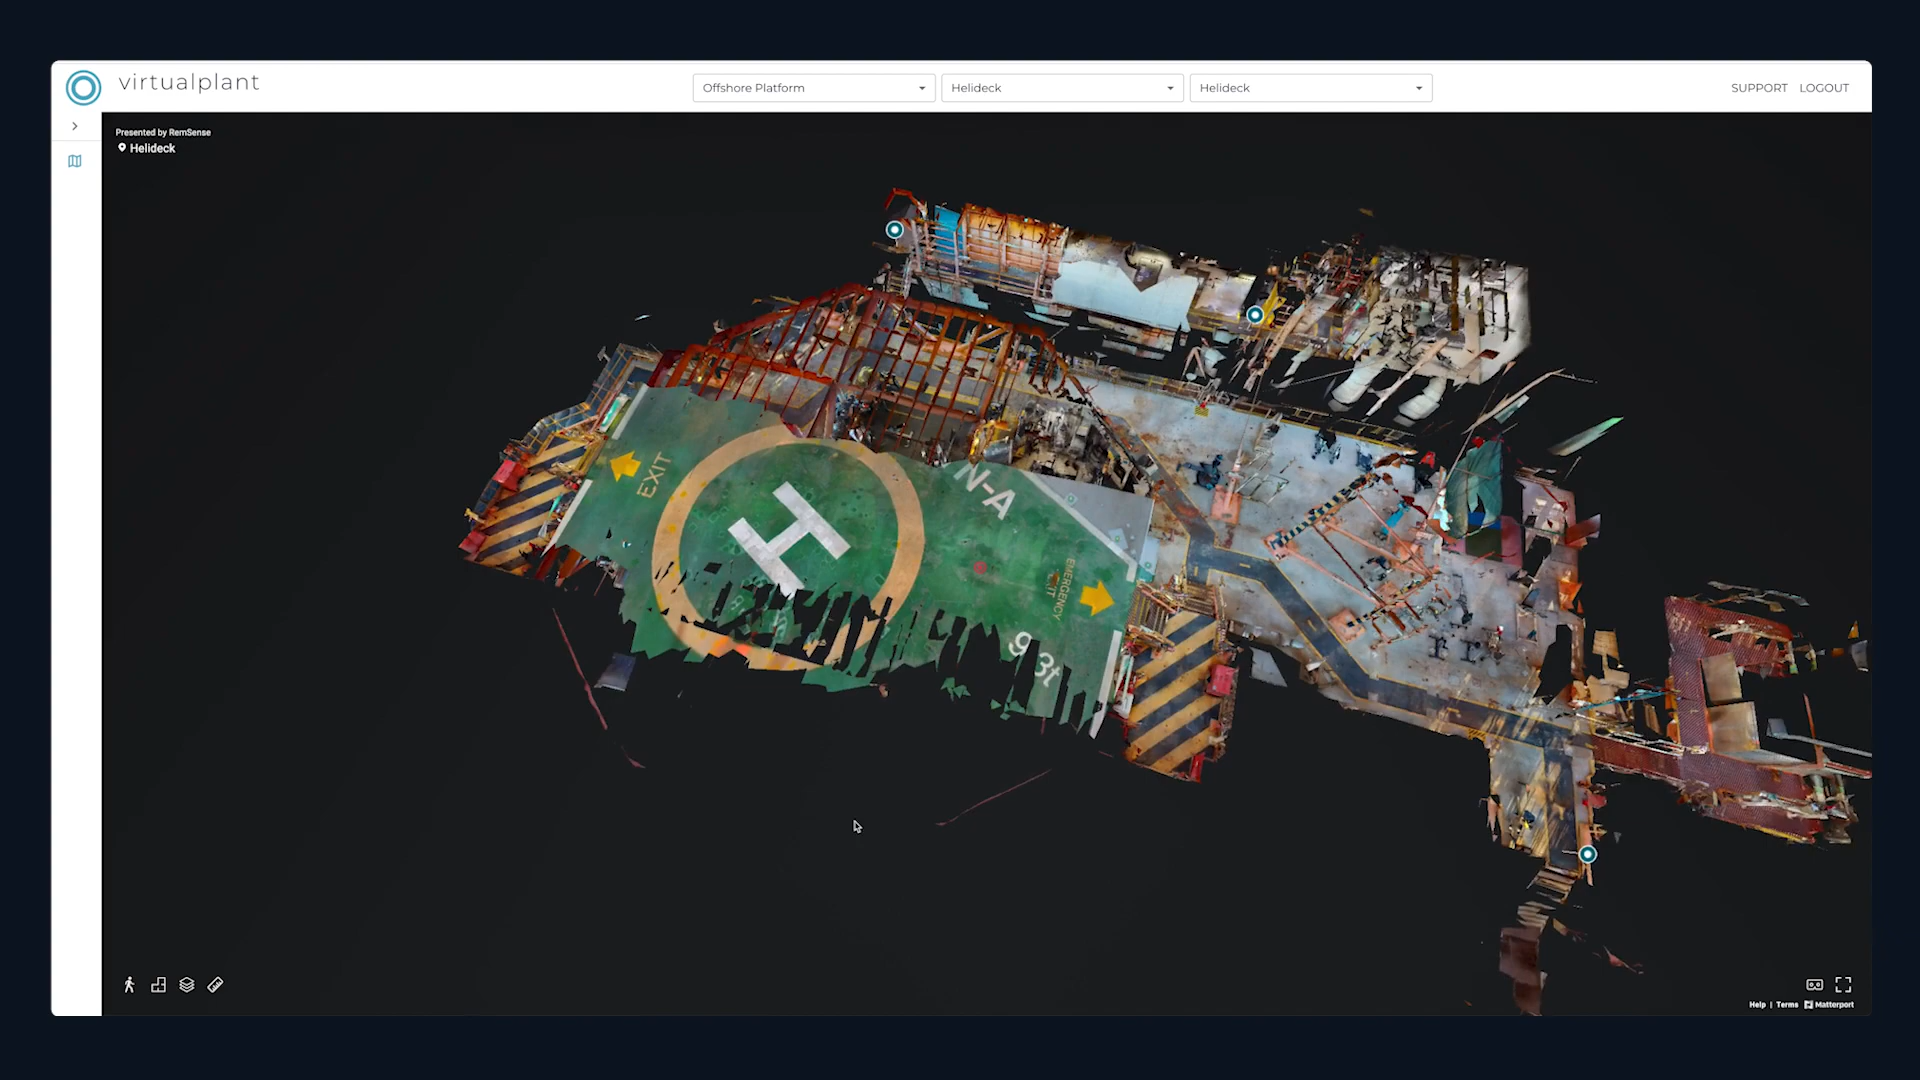 virtualplant
Offshore Platform
Helideck
Helideck
SUPPORT LOGOUT
Presented by RemSense
Helideck
EXIT
H
N-A
EMERGENCY
EXIT
9.3t
Help | Terms Matterport